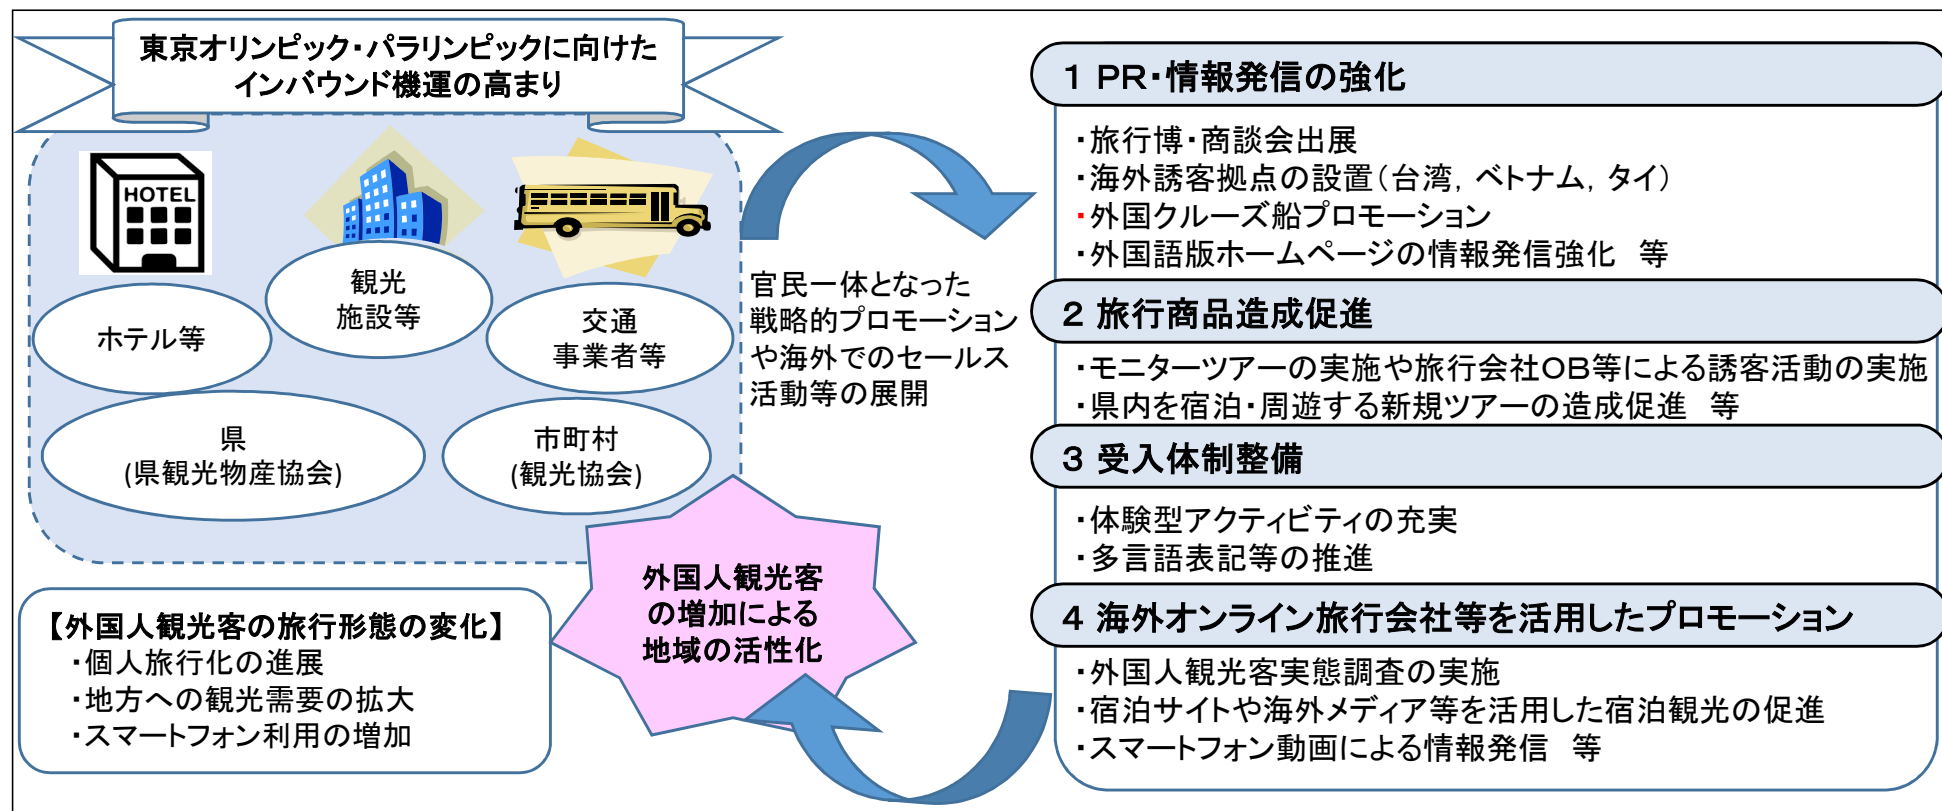 東京オリンピック・パラリンピックに向けた
インバウンド機運の高まり
HOTEL
ホテル等
観光
施設等
交通
事業者等
県
(県観光物産協会)
市町村
(観光協会)
官民一体となった
戦略的プロモーション
や海外でのセールス
活動等の展開
外国人観光客
の増加による
地域の活性化
【外国人観光客の旅行形態の変化】
・個人旅行化の進展
・地方への観光需要の拡大
・スマートフォン利用の増加
１ ＰＲ・情報発信の強化
・旅行博・商談会出展
・海外誘客拠点の設置（台湾，ベトナム，タイ）
・外国クルーズ船プロモーション
・外国語版ホームページの情報発信強化　等
２ 旅行商品造成促進
・モニターツアーの実施や旅行会社ＯＢ等による誘客活動の実施
・県内を宿泊・周遊する新規ツアーの造成促進　等
３ 受入体制整備
・体験型アクティビティの充実
・多言語表記等の推進
４ 海外オンライン旅行会社等を活用したプロモーション
・外国人観光客実態調査の実施
・宿泊サイトや海外メディア等を活用した宿泊観光の促進
・スマートフォン動画による情報発信　等